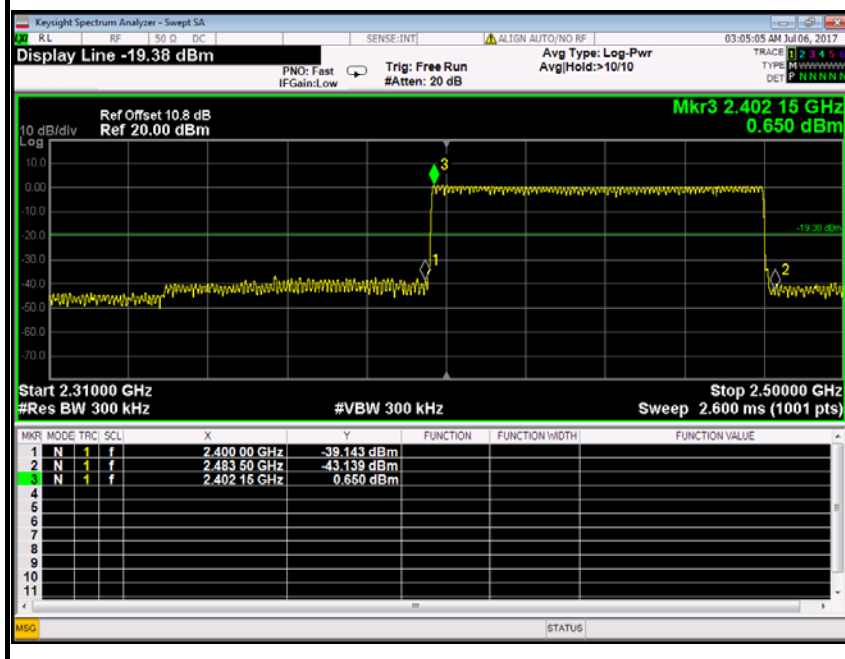 Keysight Spectrum Analyzer - Swept SA
RL RF 50 Ω DC SENSE:INT ALIGN AUTO/NO RF 03:05:05 AM Jul 06, 2017
Display Line -19.38 dBm
PNO: Fast
IFGain:Low
Trig: Free Run
#Atten: 20 dB
Avg Type: Log-Pwr
Avg|Hold:>10/10
TRACE 1 2 3 4 5 6
TYPE M WWWWW
DET P N N N N N
Mkr3 2.402 15 GHz
0.650 dBm
Ref Offset 10.8 dB
10 dB/div Ref 20.00 dBm
Log
10.0
0.00
-10.0
-20.0
-30.0
-40.0
-50.0
-60.0
-70.0
3
-19.38 dBm
1
2
Start 2.31000 GHz Stop 2.50000 GHz
#Res BW 300 kHz #VBW 300 kHz Sweep 2.600 ms (1001 pts)
MKR MODE TRC SCL X Y FUNCTION FUNCTION WIDTH FUNCTION VALUE
1 N 1 f 2.400 00 GHz -39.143 dBm
2 N 1 f 2.483 50 GHz -43.139 dBm
3 N 1 f 2.402 15 GHz 0.650 dBm
4
5
6
7
8
9
10
11
MSG STATUS